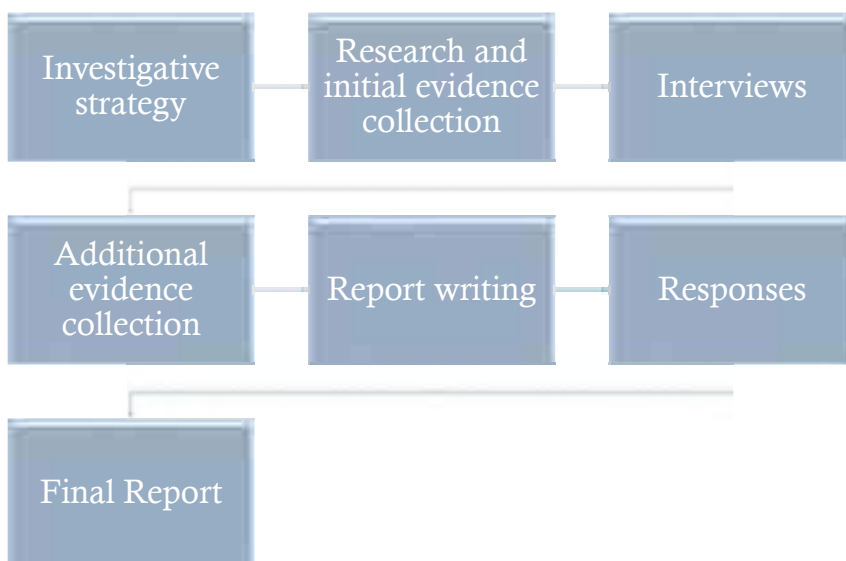 Investigative
strategy
Research and
initial evidence
collection
Interviews
Additional
evidence
collection
Report writing
Responses
Final Report